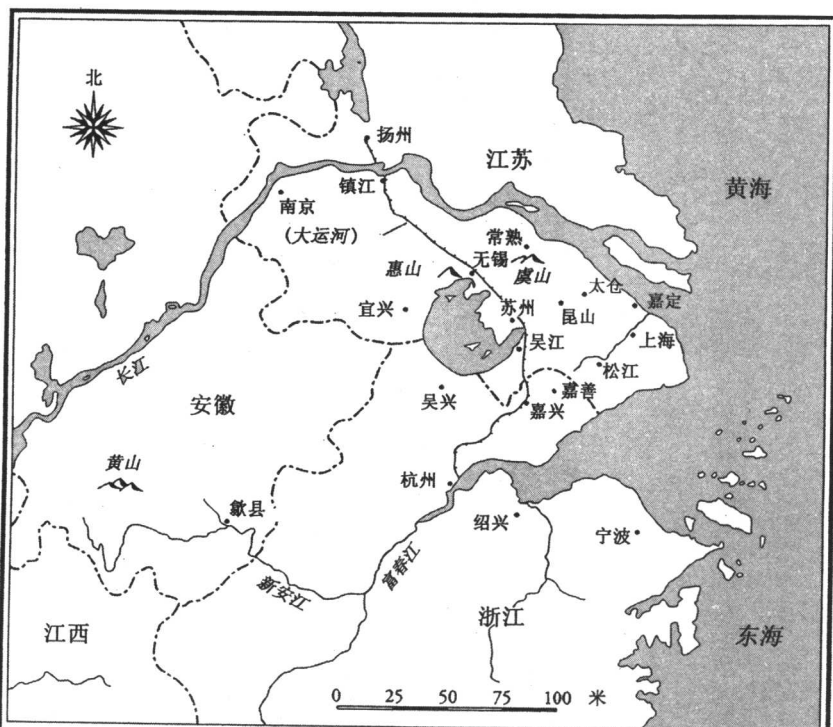 北
扬州
江苏
镇江
黄海
南京
(大运河)
常熟
无锡
惠山
虞山
太仓
宜兴
苏州
昆山
嘉定
吴江
上海
长江
松江
安徽
吴兴
嘉善
嘉兴
黄山
杭州
歙县
绍兴
宁波
富春江
新安江
江西
浙江
东海
0 25 50 75 100 米